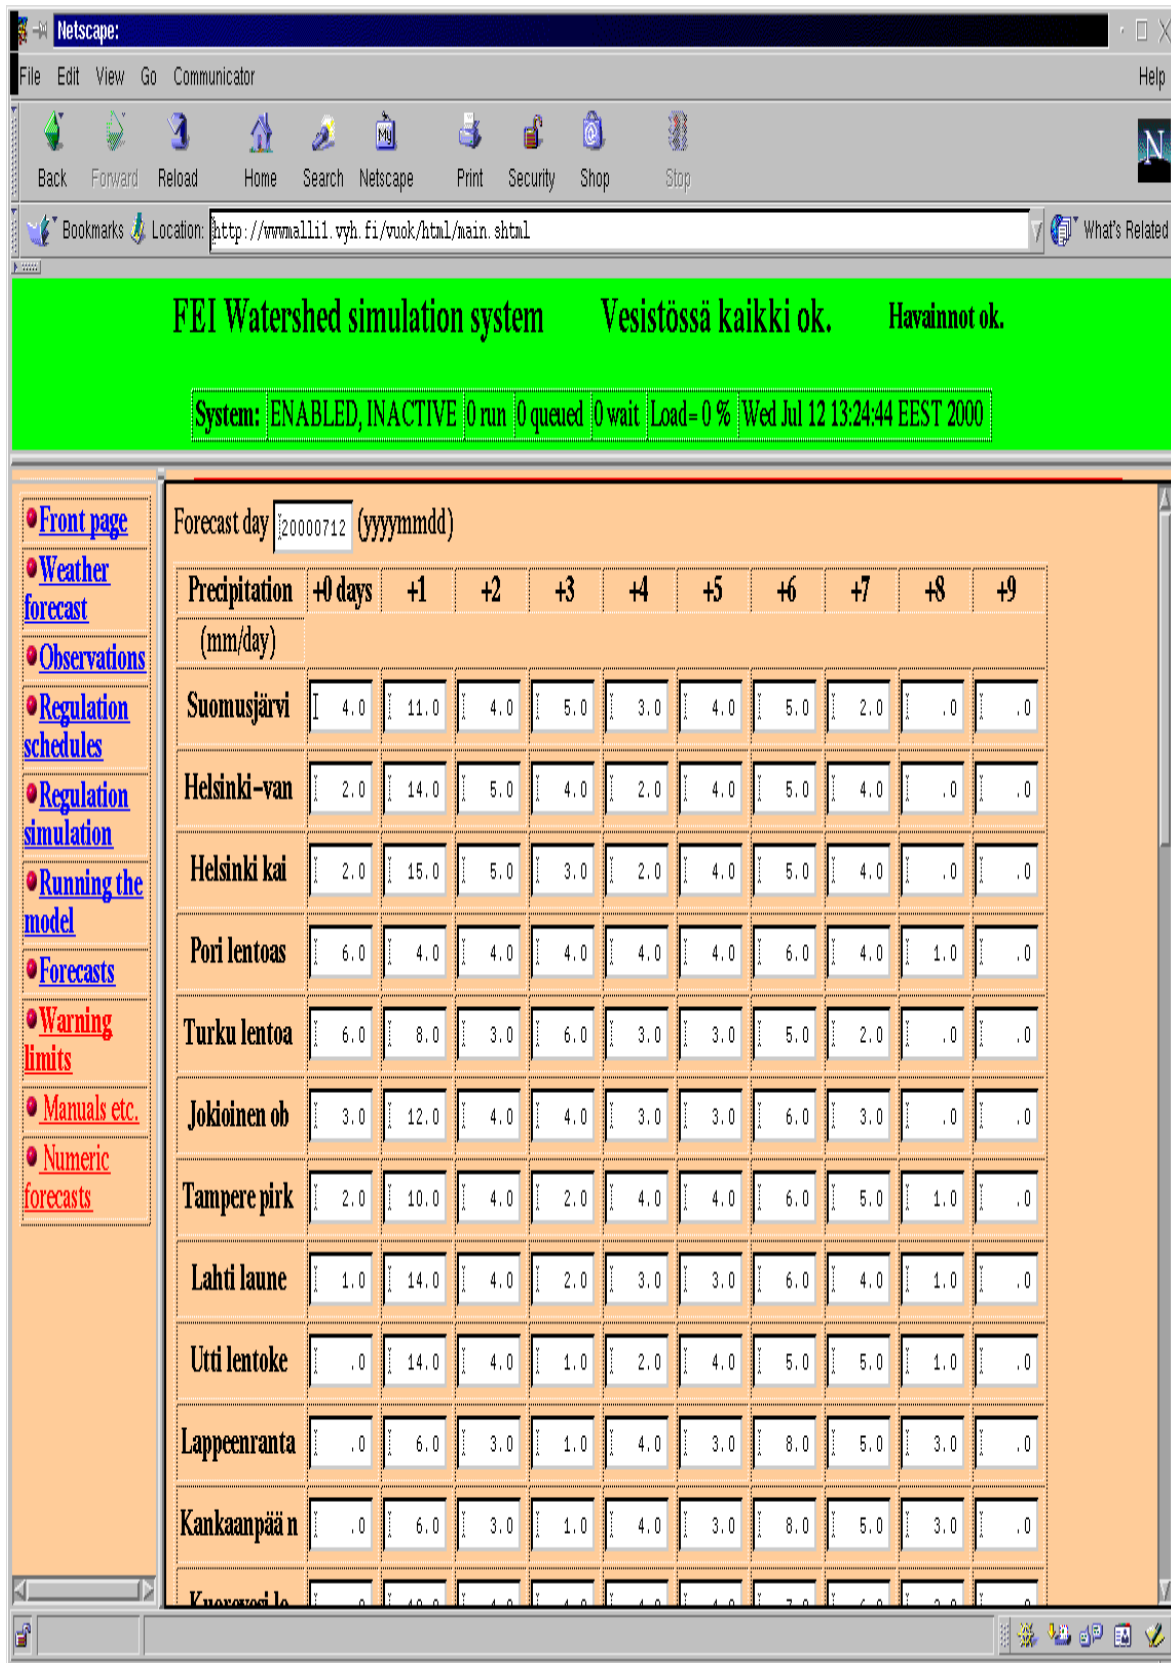 Netscape:
File Edit View Go Communicator Help
My N
Back Forward Reload Home Search Netscape Print Security Shop Stop
Bookmarks Location: http://wwwmalli1.vyh.fi/vuok/html/main.shtml What's Related
FEI Watershed simulation system Vesistössä kaikki ok. Havainnot ok.
System: ENABLED, INACTIVE 0 run 0 queued 0 wait Load= 0 % Wed Jul 12 13:24:44 EEST 2000
Front page
Weather
forecast
Observations
Regulation
schedules
Regulation
simulation
Running the
model
Forecasts
Warning
limits
Manuals etc.
Numeric
forecasts
Forecast day 20000712 (yyyymmdd)
Precipitation +0 days +1 +2 +3 +4 +5 +6 +7 +8 +9
(mm/day)
Suomusjärvi 4.0 11.0 4.0 5.0 3.0 4.0 5.0 2.0 .0 .0
Helsinki-van 2.0 14.0 5.0 4.0 2.0 4.0 5.0 4.0 .0 .0
Helsinki kai 2.0 15.0 5.0 3.0 2.0 4.0 5.0 4.0 .0 .0
Pori lentoas 6.0 4.0 4.0 4.0 4.0 4.0 6.0 4.0 1.0 .0
Turku lentoa 6.0 8.0 3.0 6.0 3.0 3.0 5.0 2.0 .0 .0
Jokioinen ob 3.0 12.0 4.0 4.0 3.0 3.0 6.0 3.0 .0 .0
Tampere pirk 2.0 10.0 4.0 2.0 4.0 4.0 6.0 5.0 1.0 .0
Lahti laune 1.0 14.0 4.0 2.0 3.0 3.0 6.0 4.0 1.0 .0
Utti lentoke .0 14.0 4.0 1.0 2.0 4.0 5.0 5.0 1.0 .0
Lappeenranta .0 6.0 3.0 1.0 4.0 3.0 8.0 5.0 3.0 .0
Kankaanpää n .0 6.0 3.0 1.0 4.0 3.0 8.0 5.0 3.0 .0